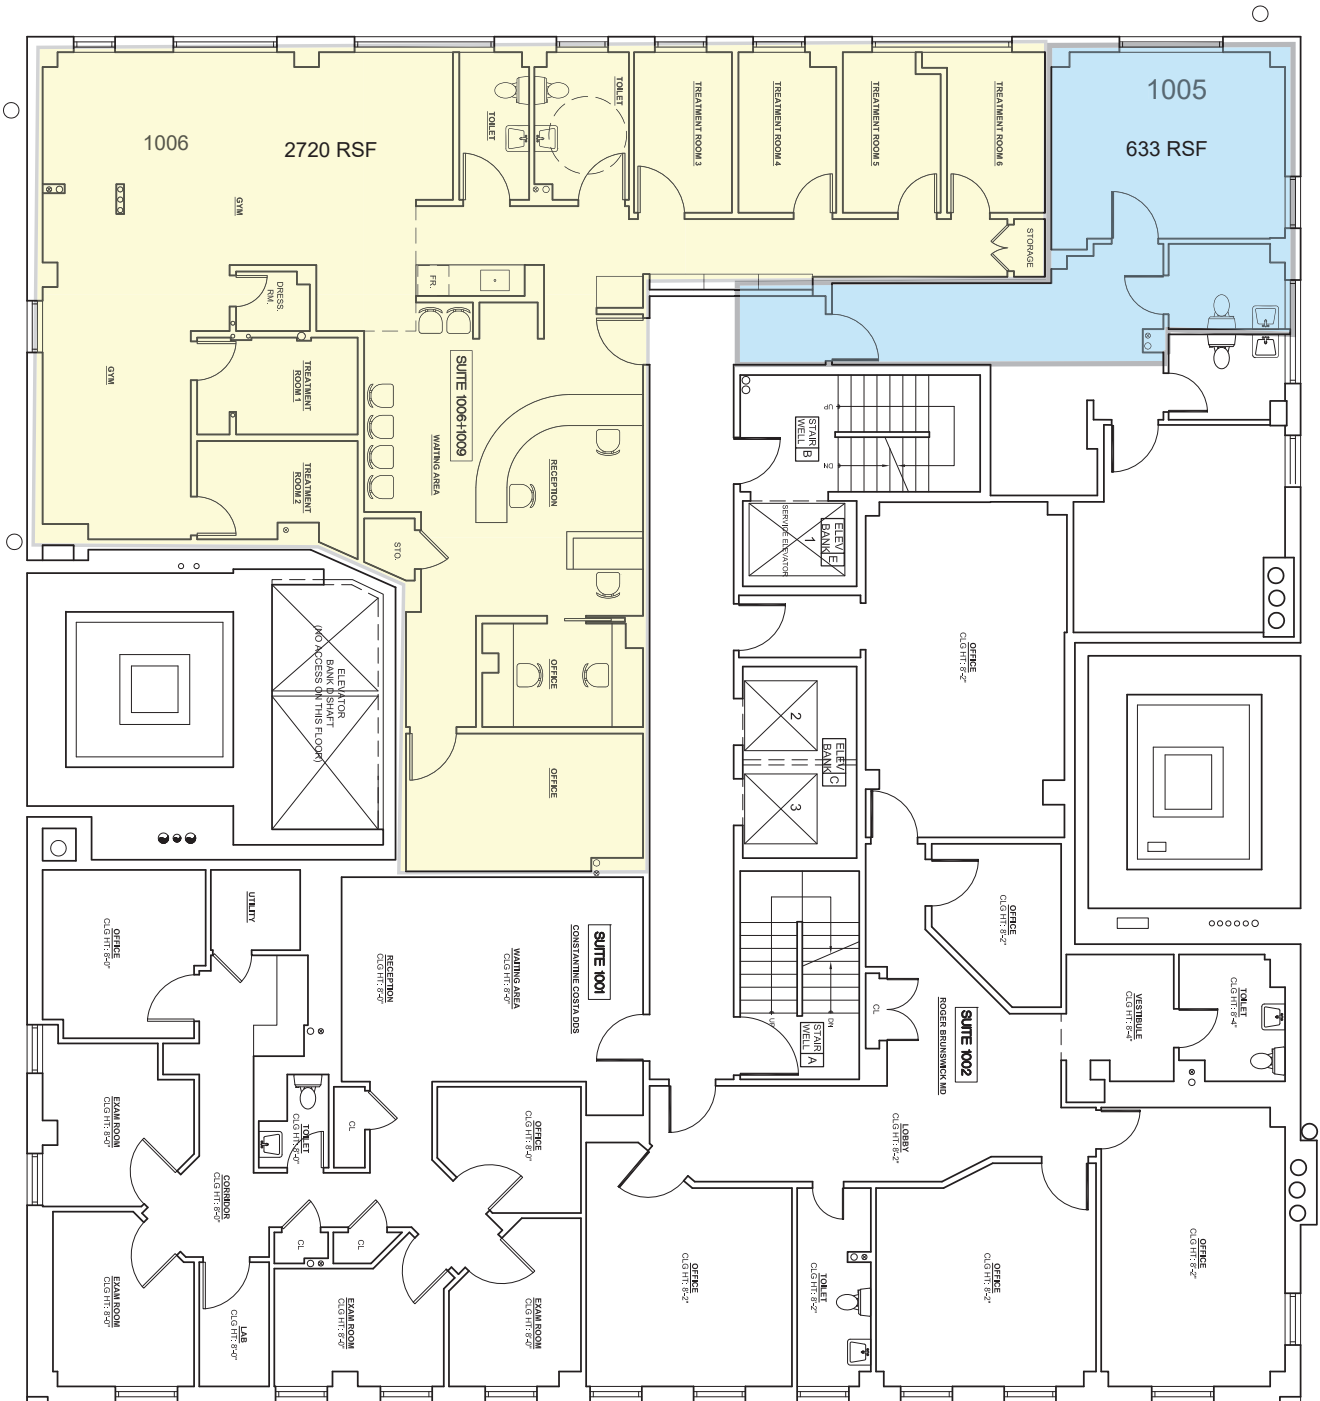 1005
633 RSF
1006
2720 RSF
GYM
GYM
TOILET
TOILET
TREATMENT ROOM 3
TREATMENT ROOM 4
TREATMENT ROOM 5
TREATMENT ROOM 6
STORAGE
FR.
DRESS.
RM.
TREATMENT
ROOM 1
TREATMENT
ROOM 2
SUITE 1006+1009
WAITING AREA
RECEPTION
STO.
OFFICE
OFFICE
UP
DN
STAIR B
WELL
ELEV E
BANK
1
SERVICE ELEVATOR
ELEVATOR
BANK D SHAFT
(NO ACCESS ON THIS FLOOR)
2
3
ELEV C
BANK
OFFICE
CLG HT: 8'-2"
OFFICE
CLG HT: 8'-2"
UP
DN
STAIR A
WELL
CL
SUITE 1002
ROGER BRUNSWICK MD
VESTIBULE
CLG HT: 8'-4"
TOILET
CLG HT: 8'-4"
LOBBY
CLG HT: 8'-2"
OFFICE
CLG HT: 8'-2"
OFFICE
CLG HT: 8'-2"
TOILET
CLG HT: 8'-2"
OFFICE
CLG HT: 8'-2"
SUITE 1001
CONSTANTINE COSTA DDS
WAITING AREA
CLG HT: 8'-0"
RECEPTION
CLG HT: 8'-0"
UTILITY
OFFICE
CLG HT: 8'-0"
EXAM ROOM
CLG HT: 8'-0"
TOILET
CLG HT: 8'-0"
CL
OFFICE
CLG HT: 8'-0"
CORRIDOR
CLG HT: 8'-0"
CL
CL
EXAM ROOM
CLG HT: 8'-0"
LAB
CLG HT: 8'-0"
EXAM ROOM
CLG HT: 8'-0"
EXAM ROOM
CLG HT: 8'-0"